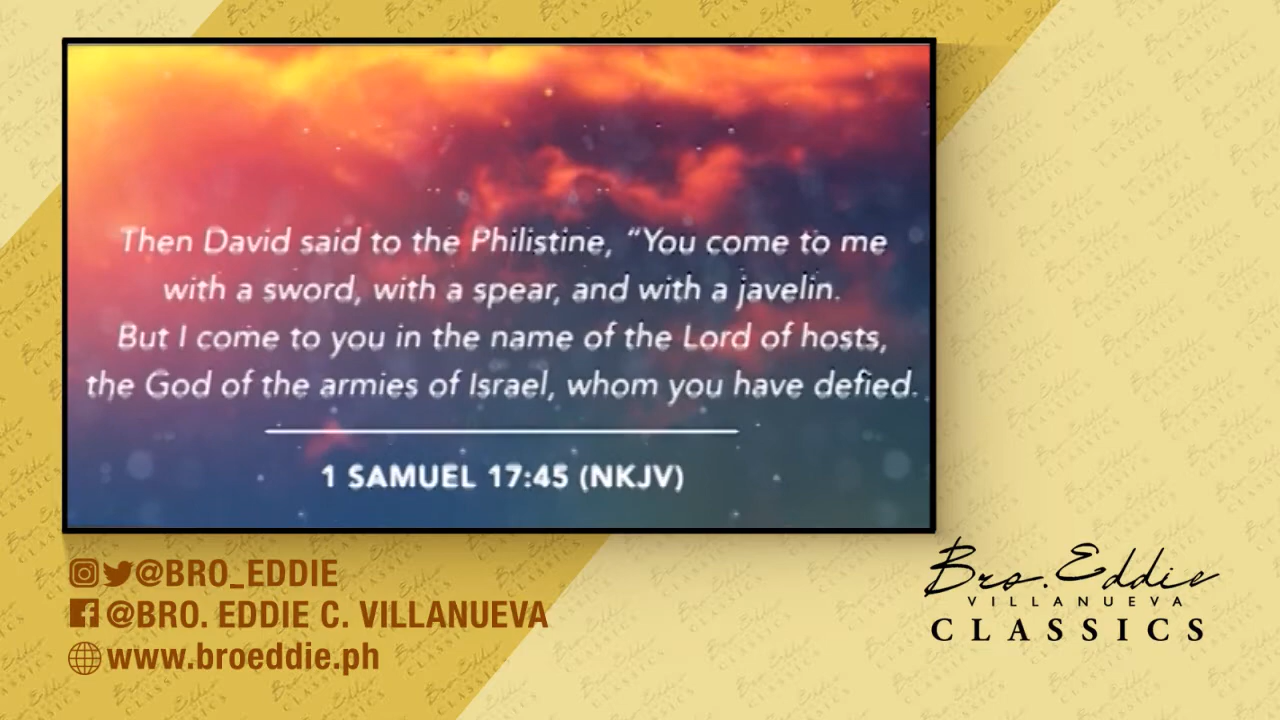 Then David said to the Philistine, “You come to me
with a sword, with a spear, and with a javelin.
But I come to you in the name of the Lord of hosts,
the God of the armies of Israel, whom you have defied.
1 SAMUEL 17:45 (NKJV)
@BRO_EDDIE
@BRO. EDDIE C. VILLANUEVA
www.broeddie.ph
Bro. Eddie
VILLANUEVA
CLASSICS